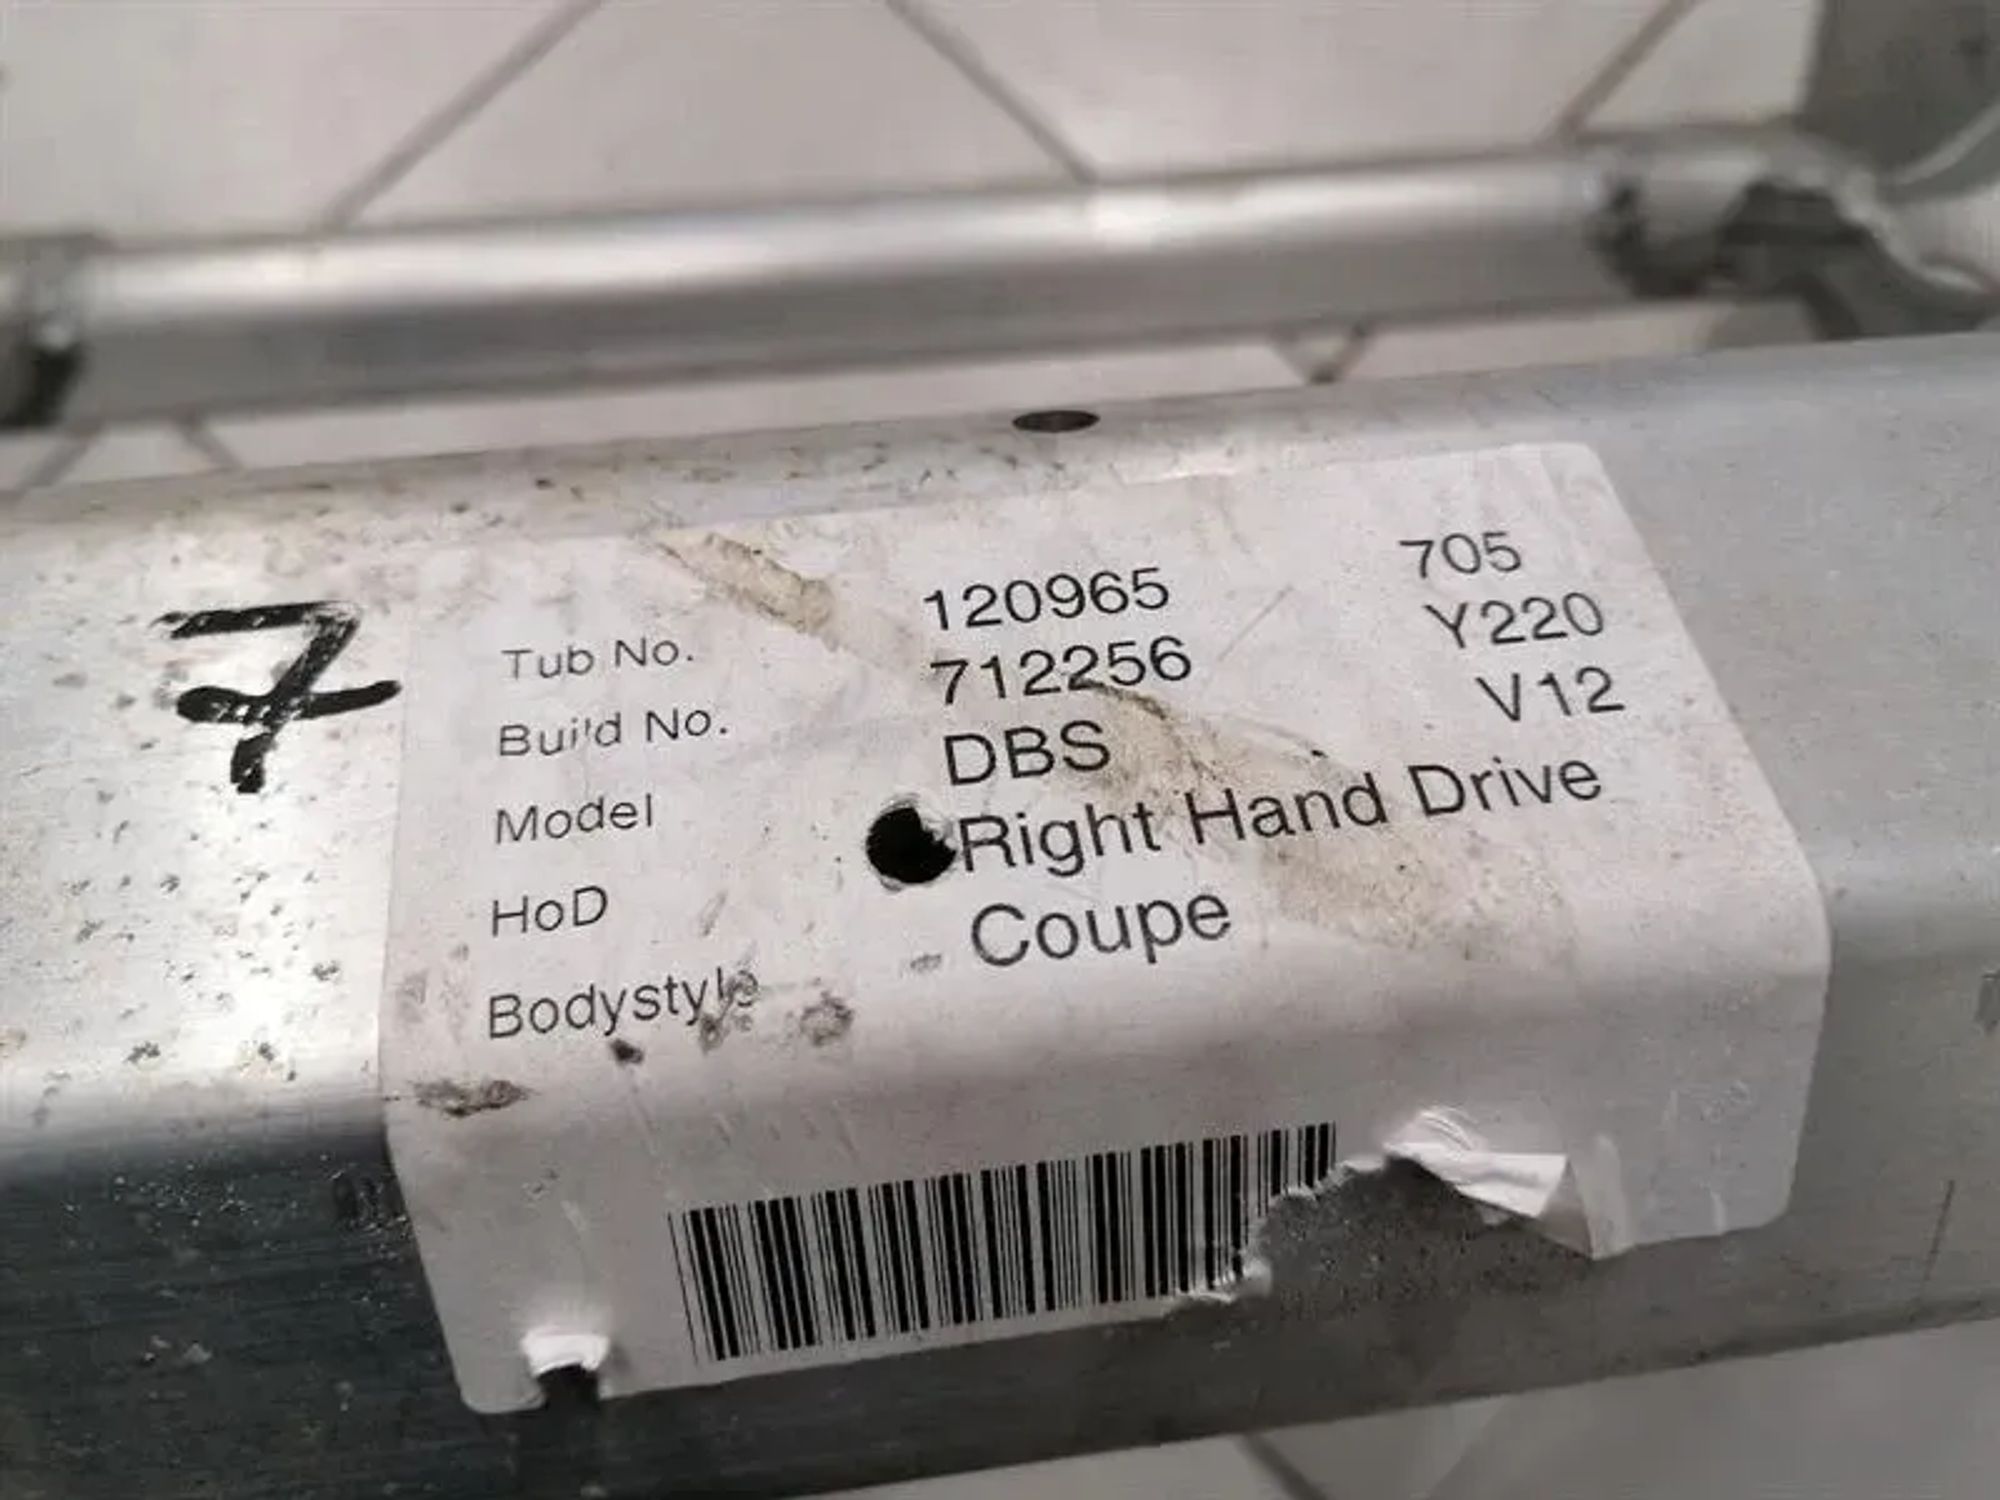 7
Tub No. 120965 705
Build No. 712256 Y220
Model DBS V12
HoD Right Hand Drive
Bodystyle Coupe